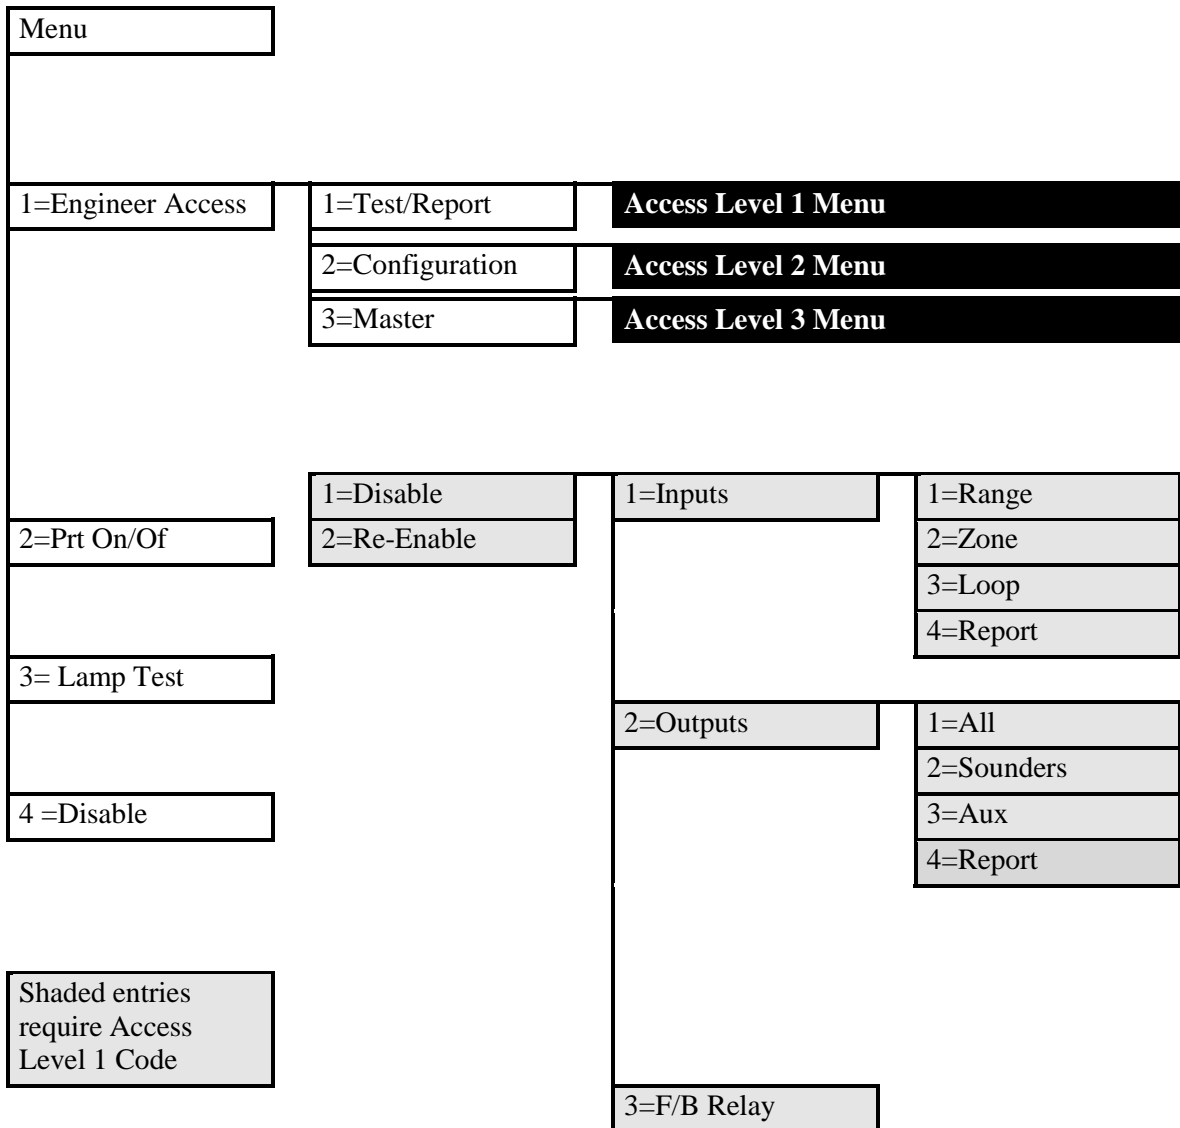 Menu
1=Engineer Access
1=Test/Report
Access Level 1 Menu
2=Configuration
Access Level 2 Menu
3=Master
Access Level 3 Menu
1=Disable
1=Inputs
1=Range
2=Prt On/Of
2=Re-Enable
2=Zone
3=Loop
4=Report
3= Lamp Test
2=Outputs
1=All
2=Sounders
4 =Disable
3=Aux
4=Report
Shaded entries
require Access
Level 1 Code
3=F/B Relay